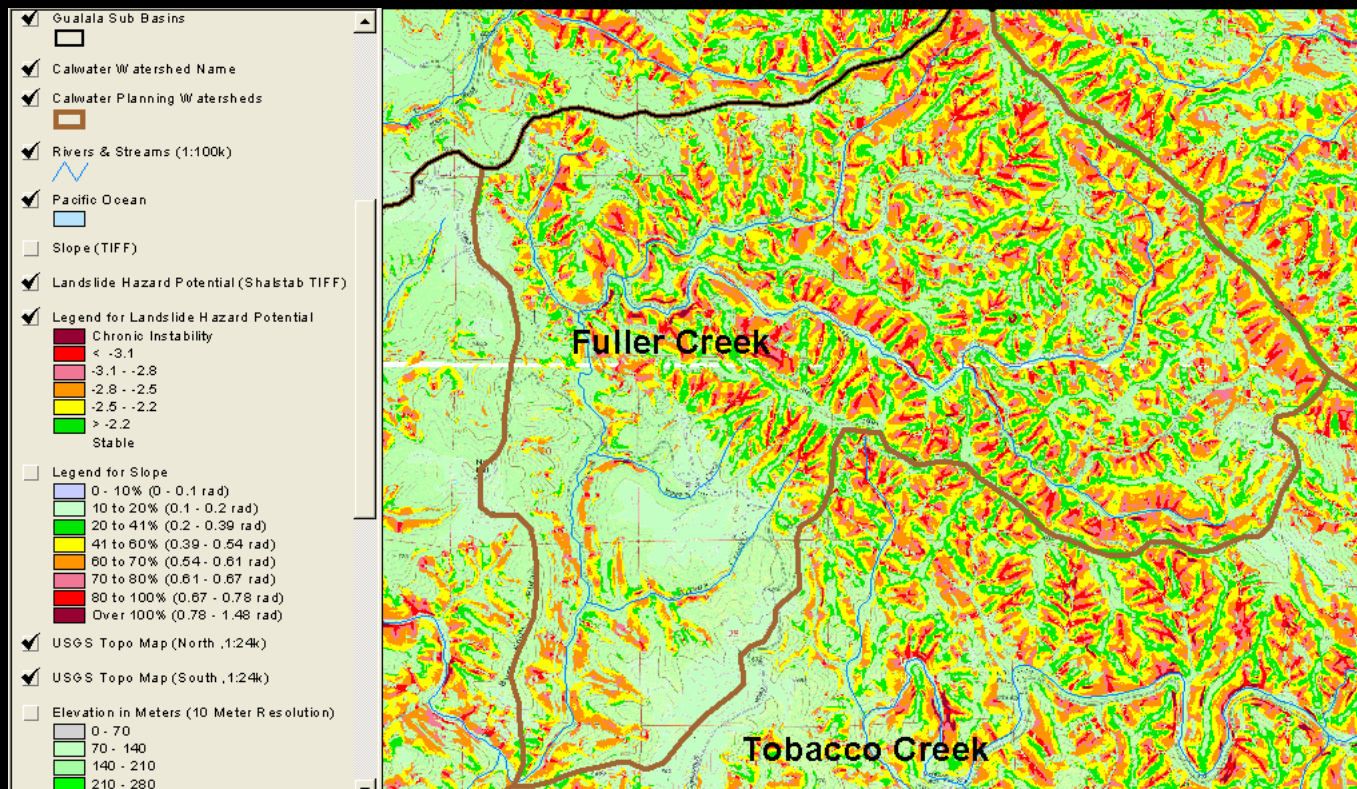 Gualala Sub Basins
Calwater Watershed Name
Calwater Planning Watersheds
Rivers & Streams (1:100k)
Pacific Ocean
Slope (TIFF)
Landslide Hazard Potential (Shalstab TIFF)
Legend for Landslide Hazard Potential
Chronic Instability
< -3.1
-3.1 - -2.8
-2.8 - -2.5
-2.5 - -2.2
> -2.2
Stable
Legend for Slope
0 - 10% (0 - 0.1 rad)
10 to 20% (0.1 - 0.2 rad)
20 to 41% (0.2 - 0.39 rad)
41 to 60% (0.39 - 0.54 rad)
60 to 70% (0.54 - 0.61 rad)
70 to 80% (0.61 - 0.67 rad)
80 to 100% (0.67 - 0.78 rad)
Over 100% (0.78 - 1.48 rad)
USGS Topo Map (North ,1:24k)
USGS Topo Map (South ,1:24k)
Elevation in Meters (10 Meter Resolution)
0 - 70
70 - 140
140 - 210
210 - 280
Fuller Creek
Tobacco Creek